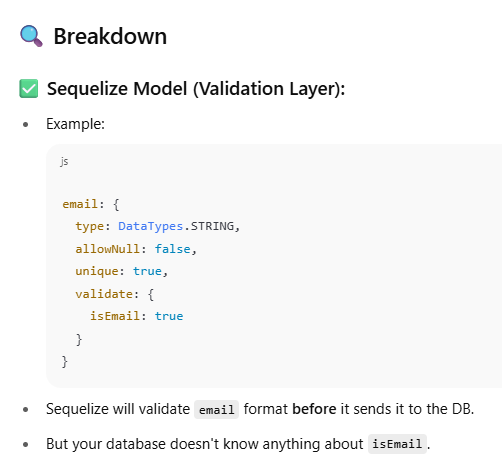 🔍 Breakdown
✅ Sequelize Model (Validation Layer):
• Example:
js
email: {
  type: DataTypes.STRING,
  allowNull: false,
  unique: true,
  validate: {
    isEmail: true
  }
}
• Sequelize will validate email format before it sends it to the DB.
• But your database doesn't know anything about isEmail.